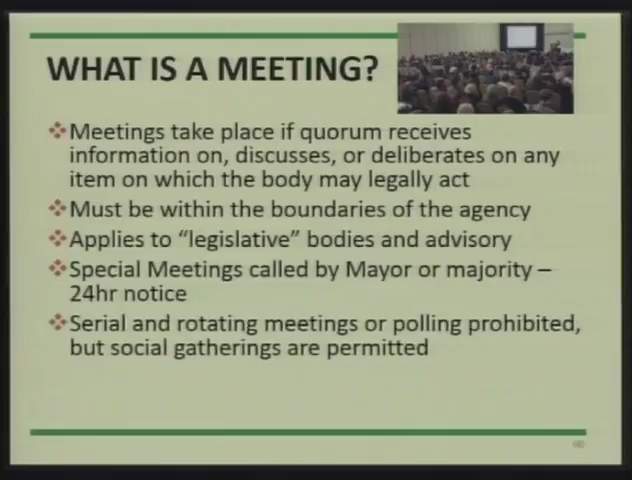 WHAT IS A MEETING?
Meetings take place if quorum receives
information on, discusses, or deliberates on any
item on which the body may legally act
Must be within the boundaries of the agency
Applies to “legislative” bodies and advisory
Special Meetings called by Mayor or majority –
24hr notice
Serial and rotating meetings or polling prohibited,
but social gatherings are permitted